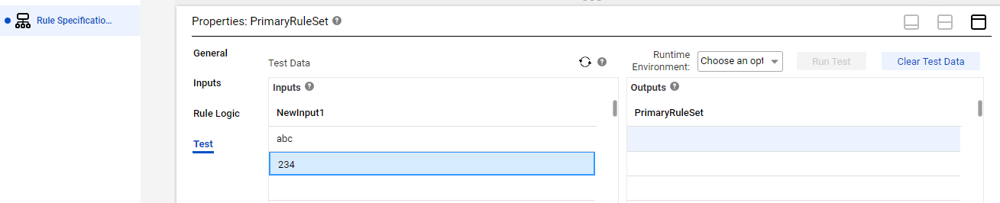 Rule Specificatio...
Properties: PrimaryRuleSet
General
Inputs
Rule Logic
Test
Test Data
Runtime
Environment:
Choose an opt
Run Test
Clear Test Data
Inputs
NewInput1
abc
234
Outputs
PrimaryRuleSet